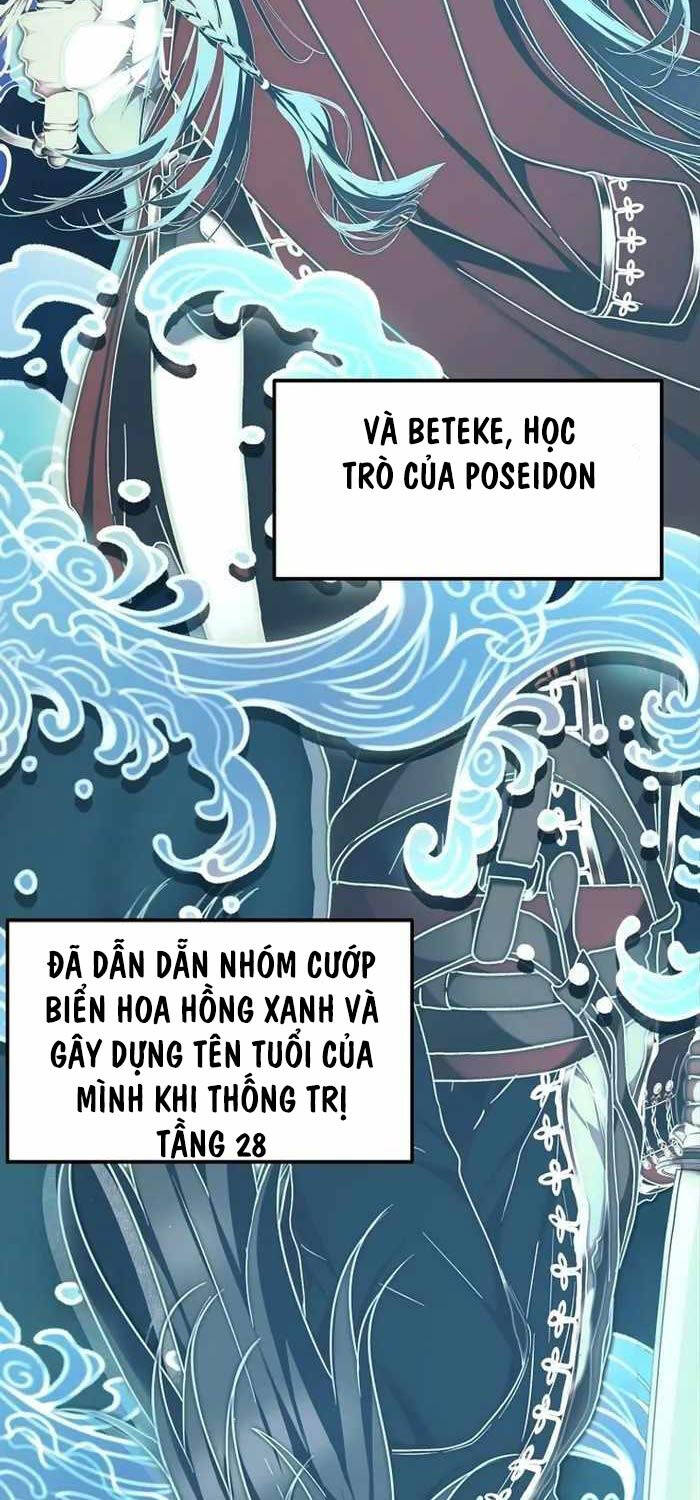 VÀ BETEKE, HỌC
TRÒ CỦA POSEIDON
ĐÃ DẪN DẮN NHÓM CƯỚP
BIỂN HOA HỒNG XANH VÀ
GÂY DỰNG TÊN TUỔI CỦA
MÌNH KHI THỐNG TRỊ
TẦNG 28